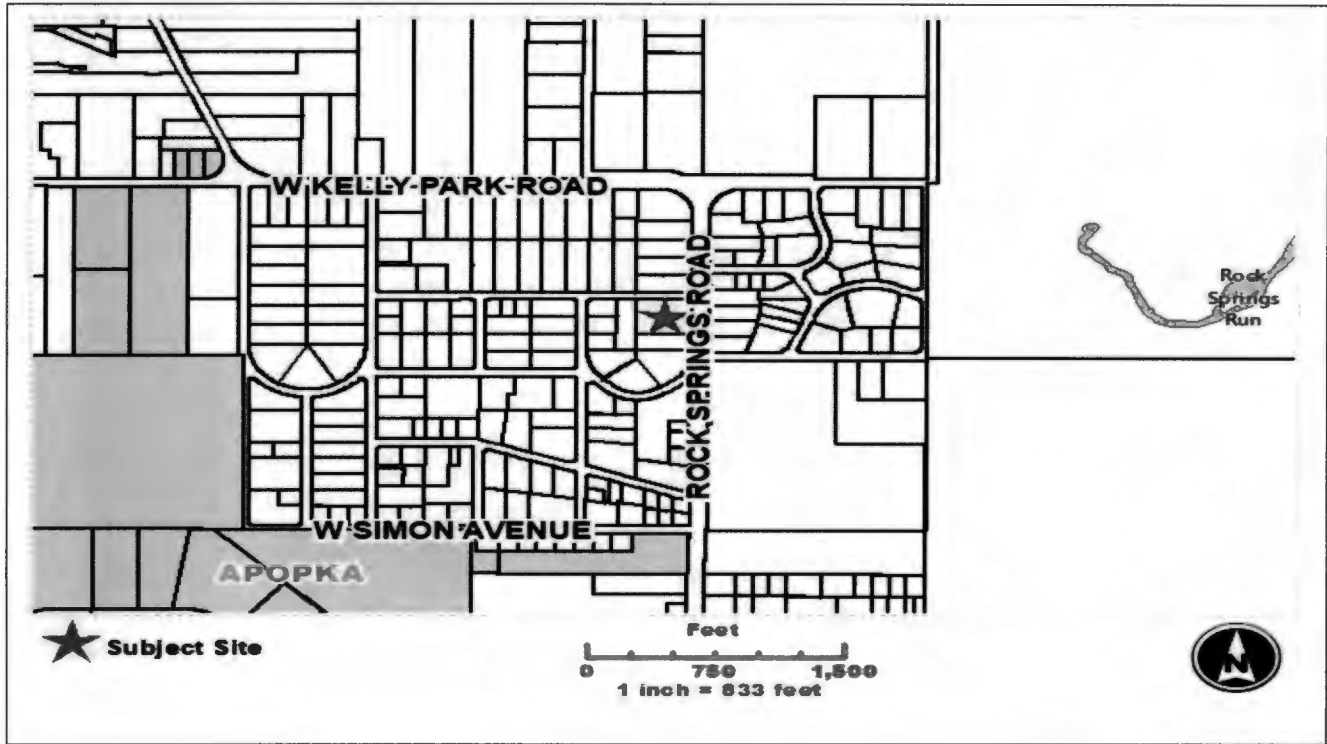 W KELLY PARK ROAD
ROCK SPRINGS ROAD
Rock
Springs
Run
W SIMON AVENUE
APOPKA
Subject Site
Feet
0 750 1,500
1 inch = 833 feet
N